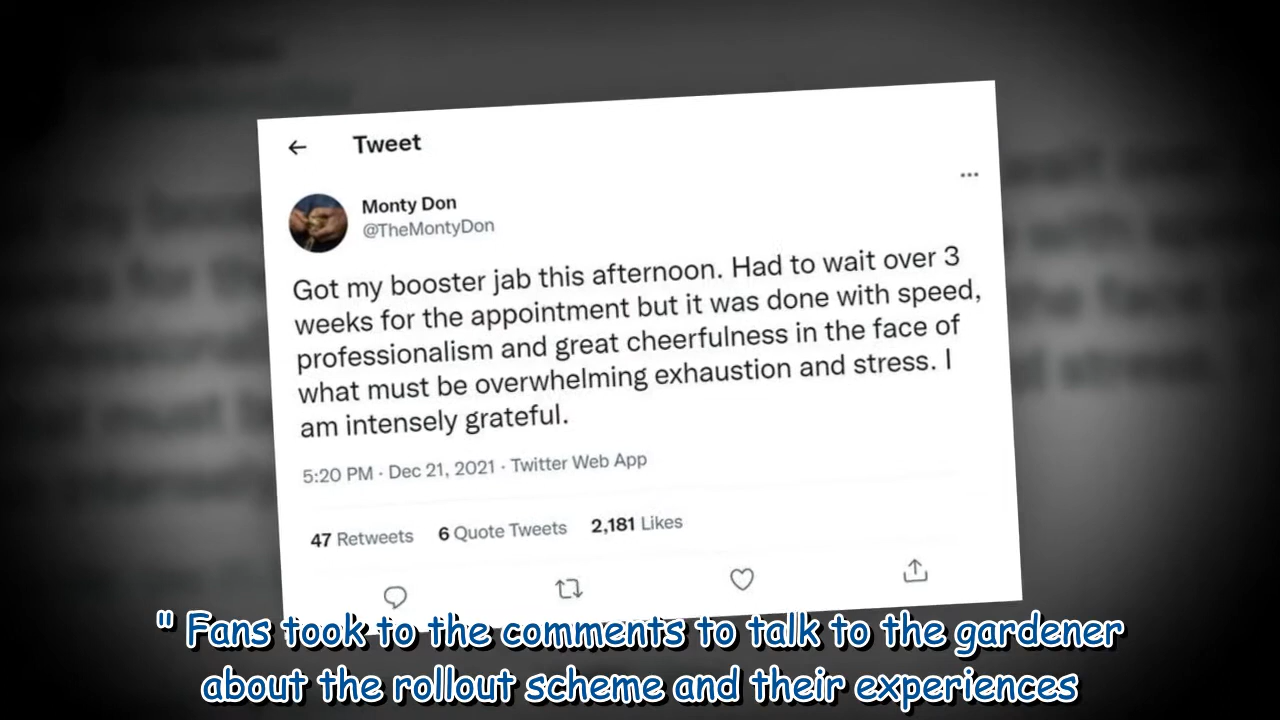 Tweet
Monty Don
@TheMontyDon
Got my booster jab this afternoon. Had to wait over 3
weeks for the appointment but it was done with speed,
professionalism and great cheerfulness in the face of
what must be overwhelming exhaustion and stress. I
am intensely grateful.
5:20 PM · Dec 21, 2021 · Twitter Web App
47 Retweets 6 Quote Tweets 2,181 Likes
" Fans took to the comments to talk to the gardener
about the rollout scheme and their experiences